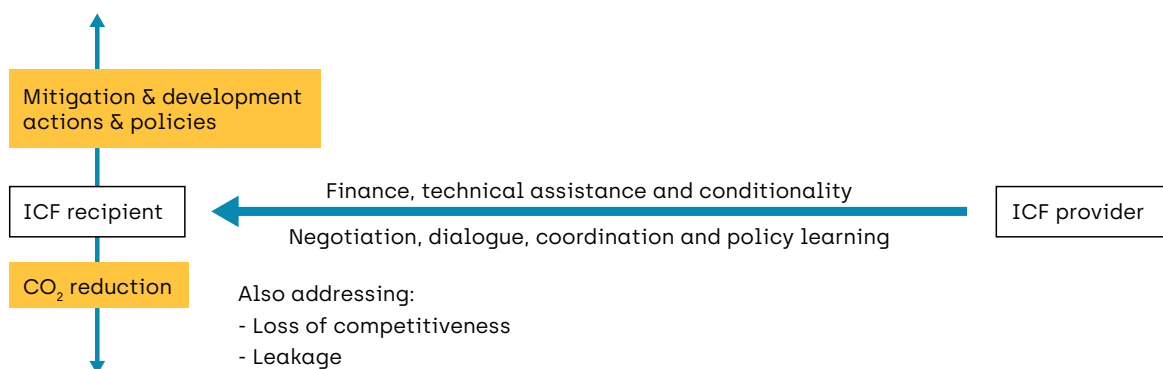 Mitigation & development
actions & policies
Finance, technical assistance and conditionality
ICF recipient
ICF provider
Negotiation, dialogue, coordination and policy learning
CO₂ reduction
Also addressing:
- Loss of competitiveness
- Leakage